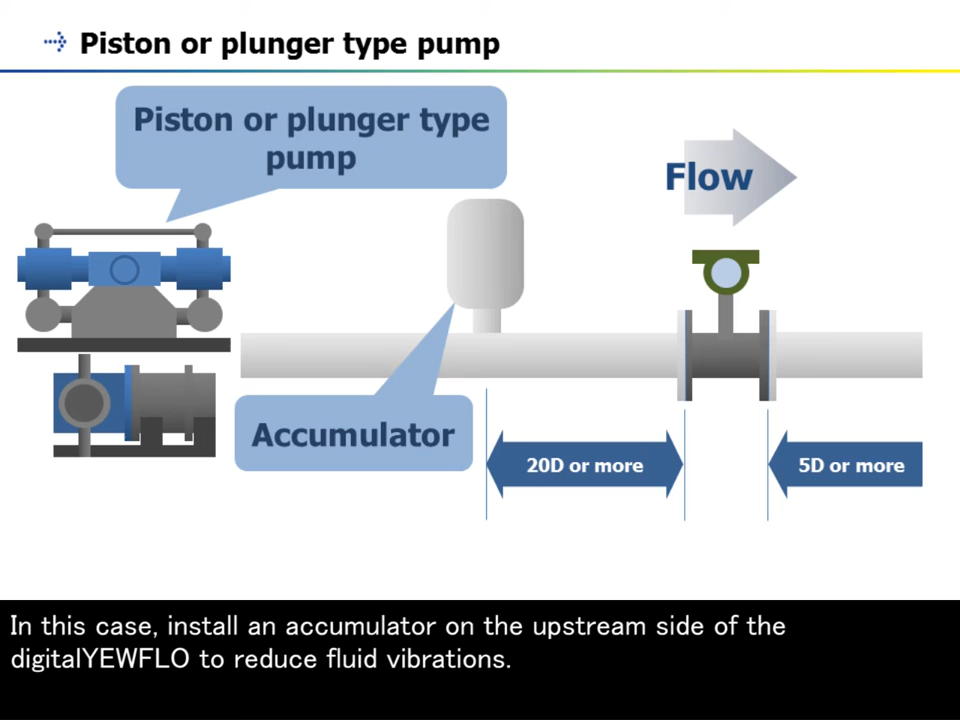 Piston or plunger type pump
Piston or plunger type
pump
Flow
Accumulator
20D or more
5D or more
In this case, install an accumulator on the upstream side of the
digitalYEWFLO to reduce fluid vibrations.